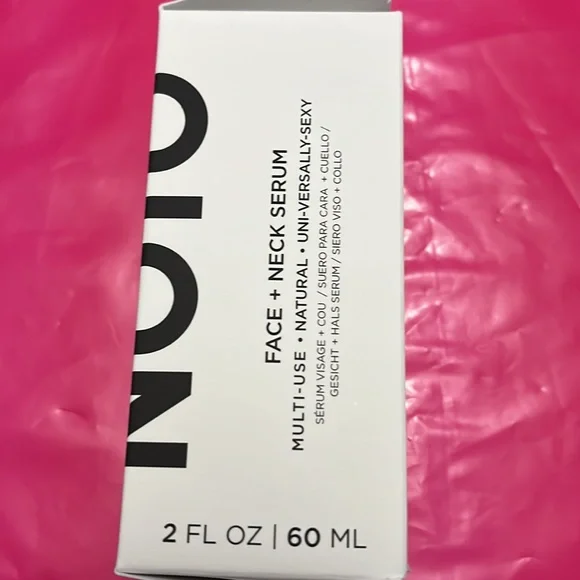 NOTO
FACE + NECK SERUM
MULTI-USE • NATURAL • UNI-VERSALLY-SEXY
SÉRUM VISAGE + COU / SUERO PARA CARA + CUELLO /
GESICHT + HALS SERUM / SIERO VISO + COLLO
2 FL OZ | 60 ML